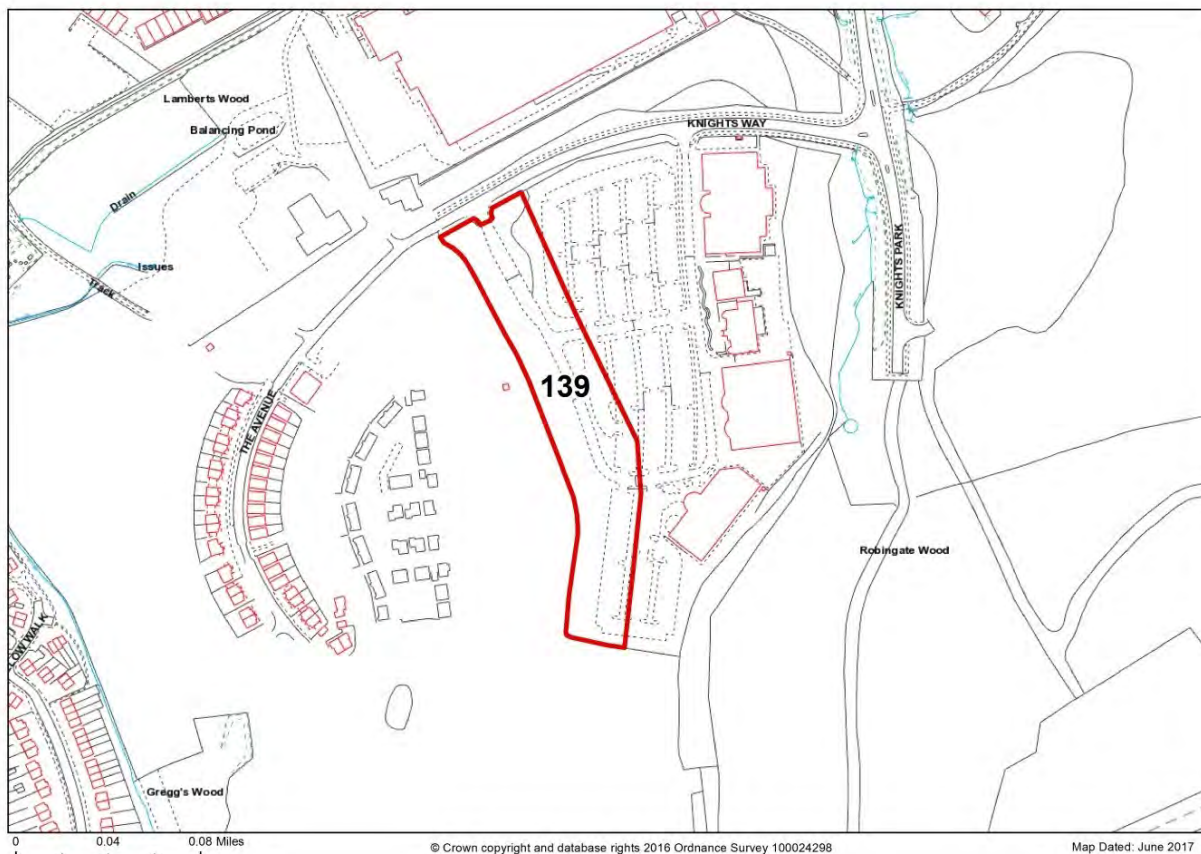 Lamberts Wood
Balancing Pond
KNIGHTS WAY
Drain
Issues
Track
KNIGHTS PARK
139
THE AVENUE
Robingate Wood
Gregg's Wood
0 0.04 0.08 Miles
© Crown copyright and database rights 2016 Ordnance Survey 100024298
Map Dated: June 2017